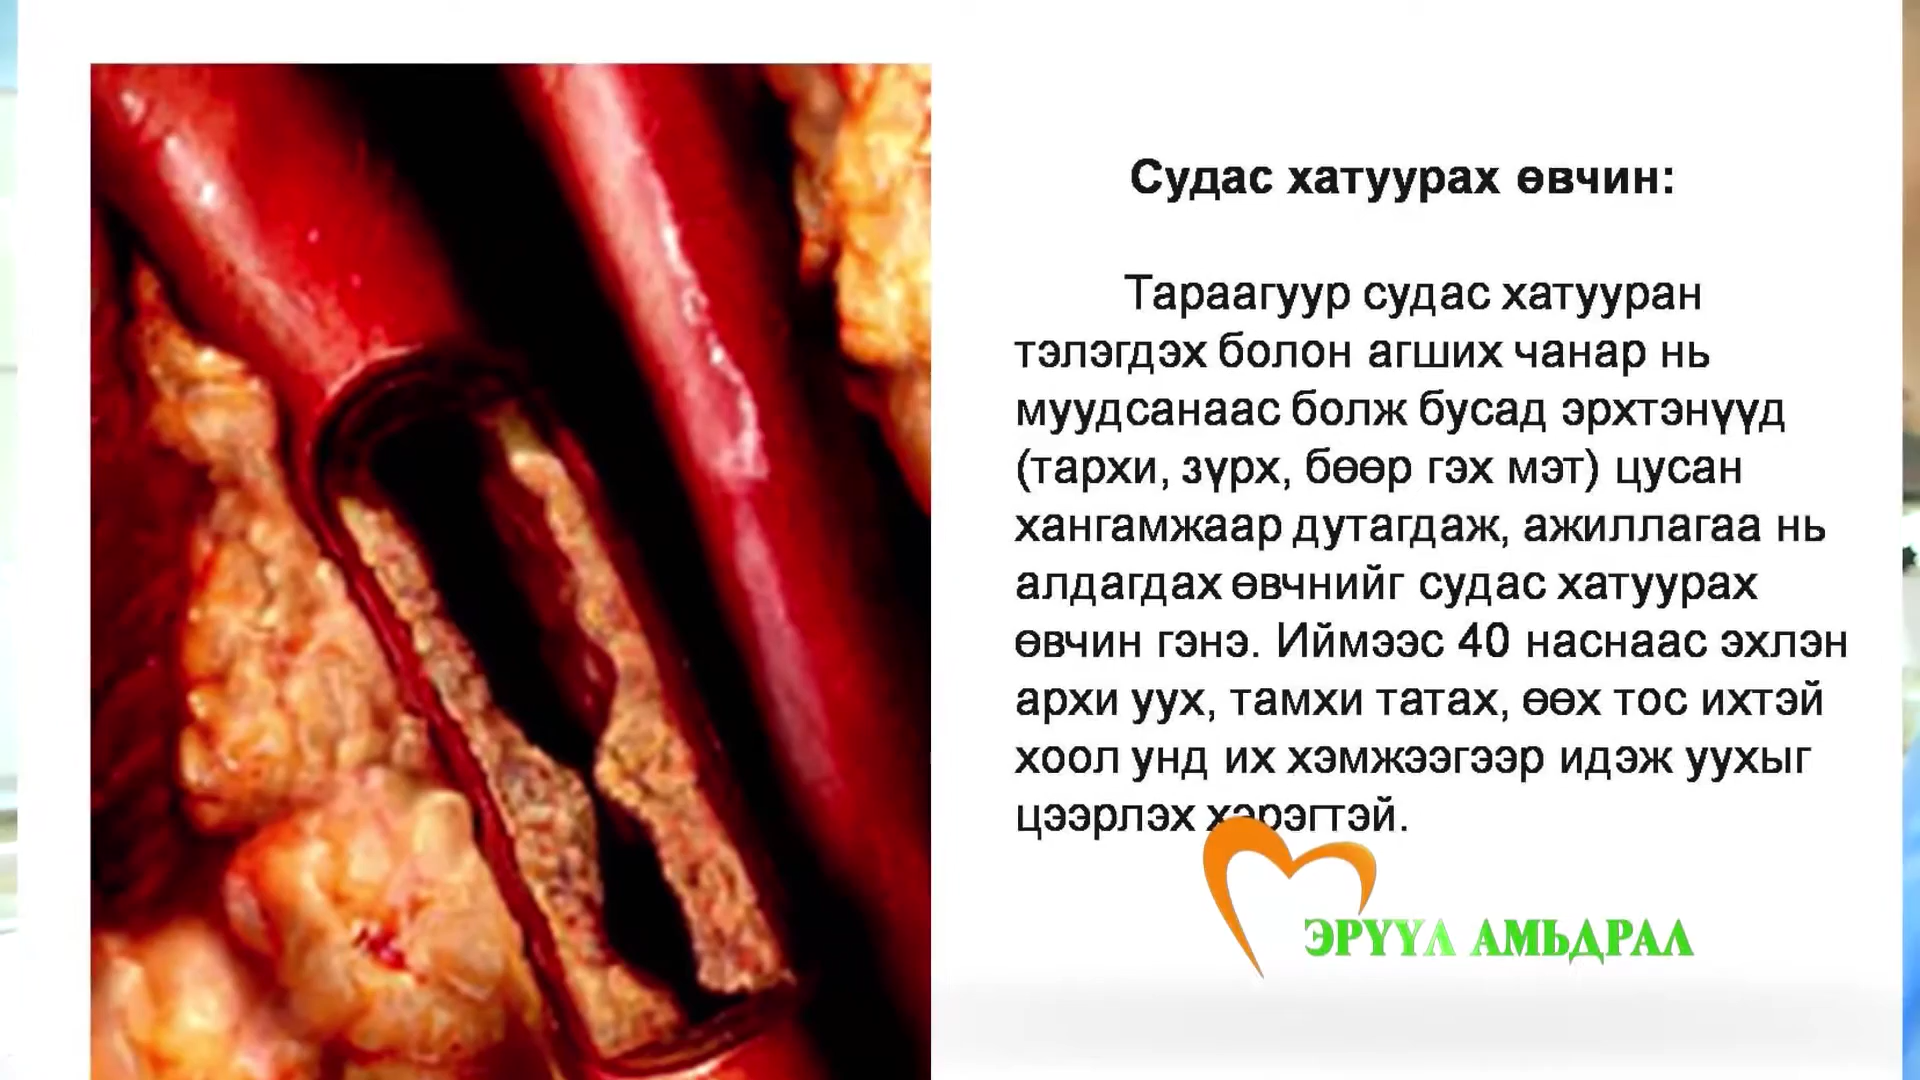 Судас хатуурах өвчин:
Тараагуур судас хатууран
тэлэгдэх болон агших чанар нь
муудсанаас болж бусад эрхтэнүүд
(тархи, зүрх, бөөр гэх мэт) цусан
хангамжаар дутагдаж, ажиллагаа нь
алдагдах өвчнийг судас хатуурах
өвчин гэнэ. Иймээс 40 наснаас эхлэн
архи уух, тамхи татах, өөх тос ихтэй
хоол унд их хэмжээгээр идэж уухыг
цээрлэх хэрэгтэй.
ЭРҮҮЛ АМЬДРАЛ